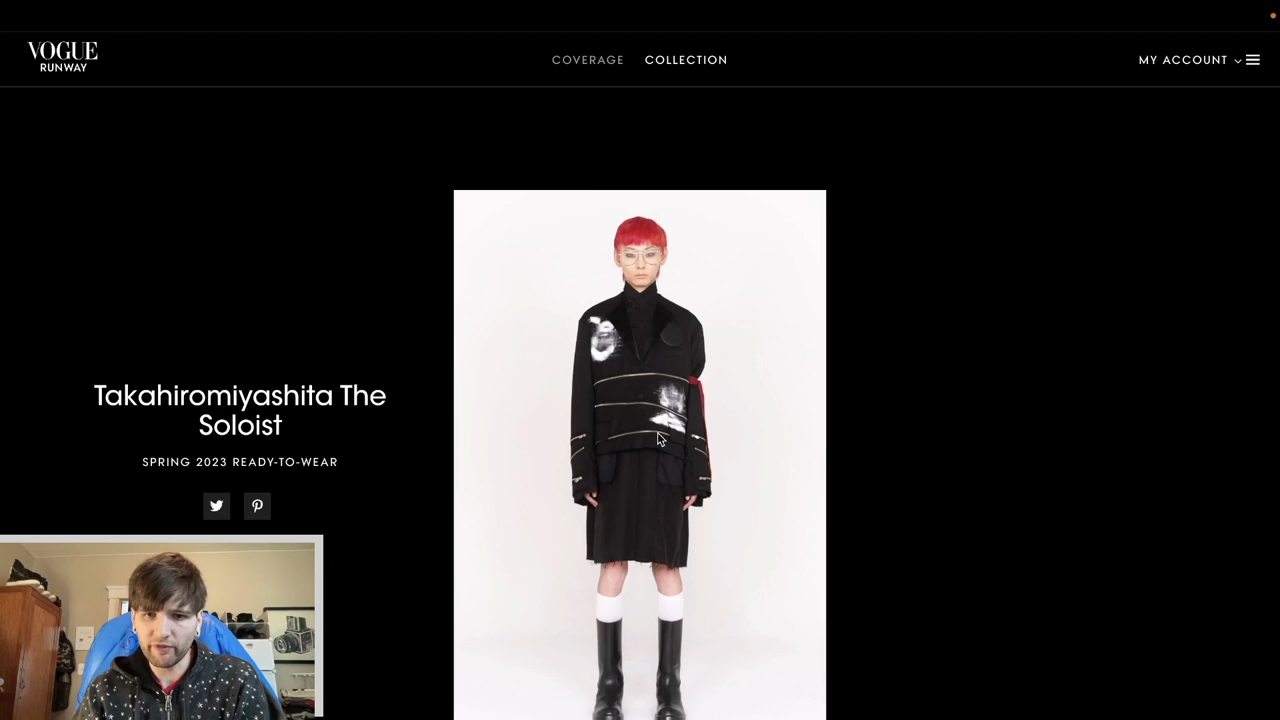 VOGUE
RUNWAY
COVERAGE
COLLECTION
MY ACCOUNT
Takahiromiyashita The
Soloist
SPRING 2023 READY-TO-WEAR